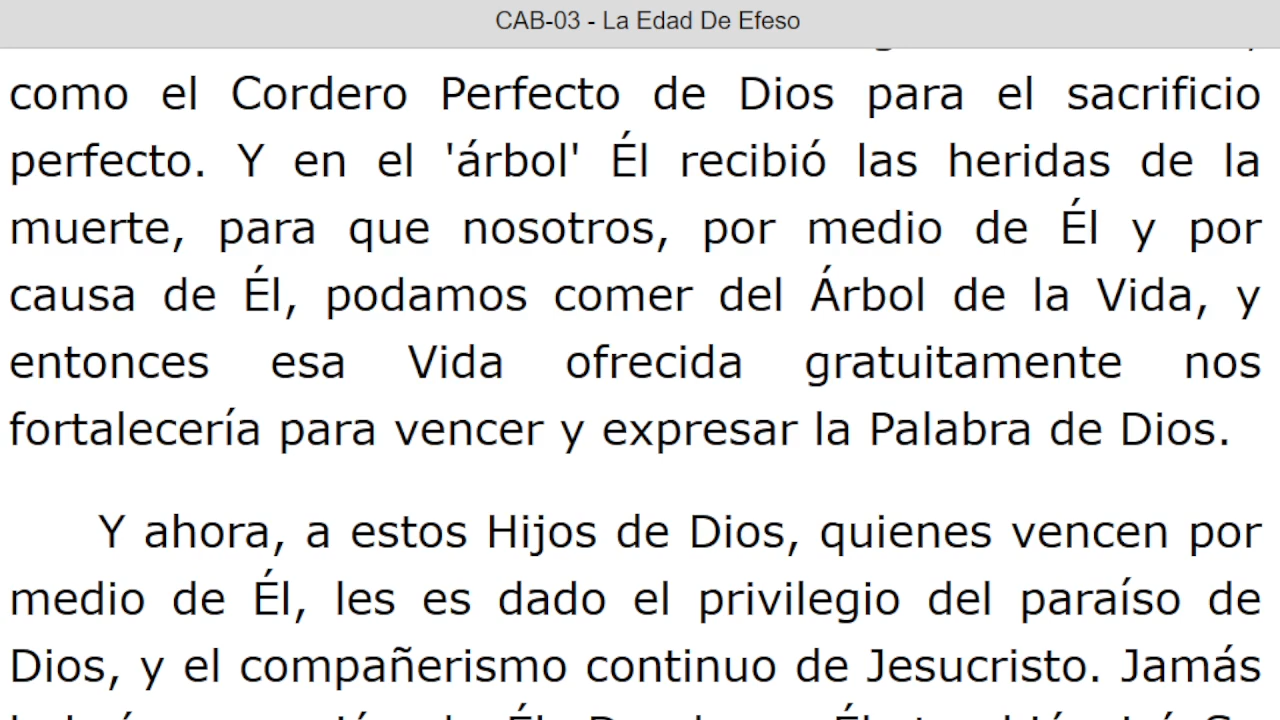 CAB-03 - La Edad De Efeso
como el Cordero Perfecto de Dios para el sacrificio
perfecto. Y en el 'árbol' Él recibió las heridas de la
muerte, para que nosotros, por medio de Él y por
causa de Él, podamos comer del Árbol de la Vida, y
entonces esa Vida ofrecida gratuitamente nos
fortalecería para vencer y expresar la Palabra de Dios.
Y ahora, a estos Hijos de Dios, quienes vencen por
medio de Él, les es dado el privilegio del paraíso de
Dios, y el compañerismo continuo de Jesucristo. Jamás